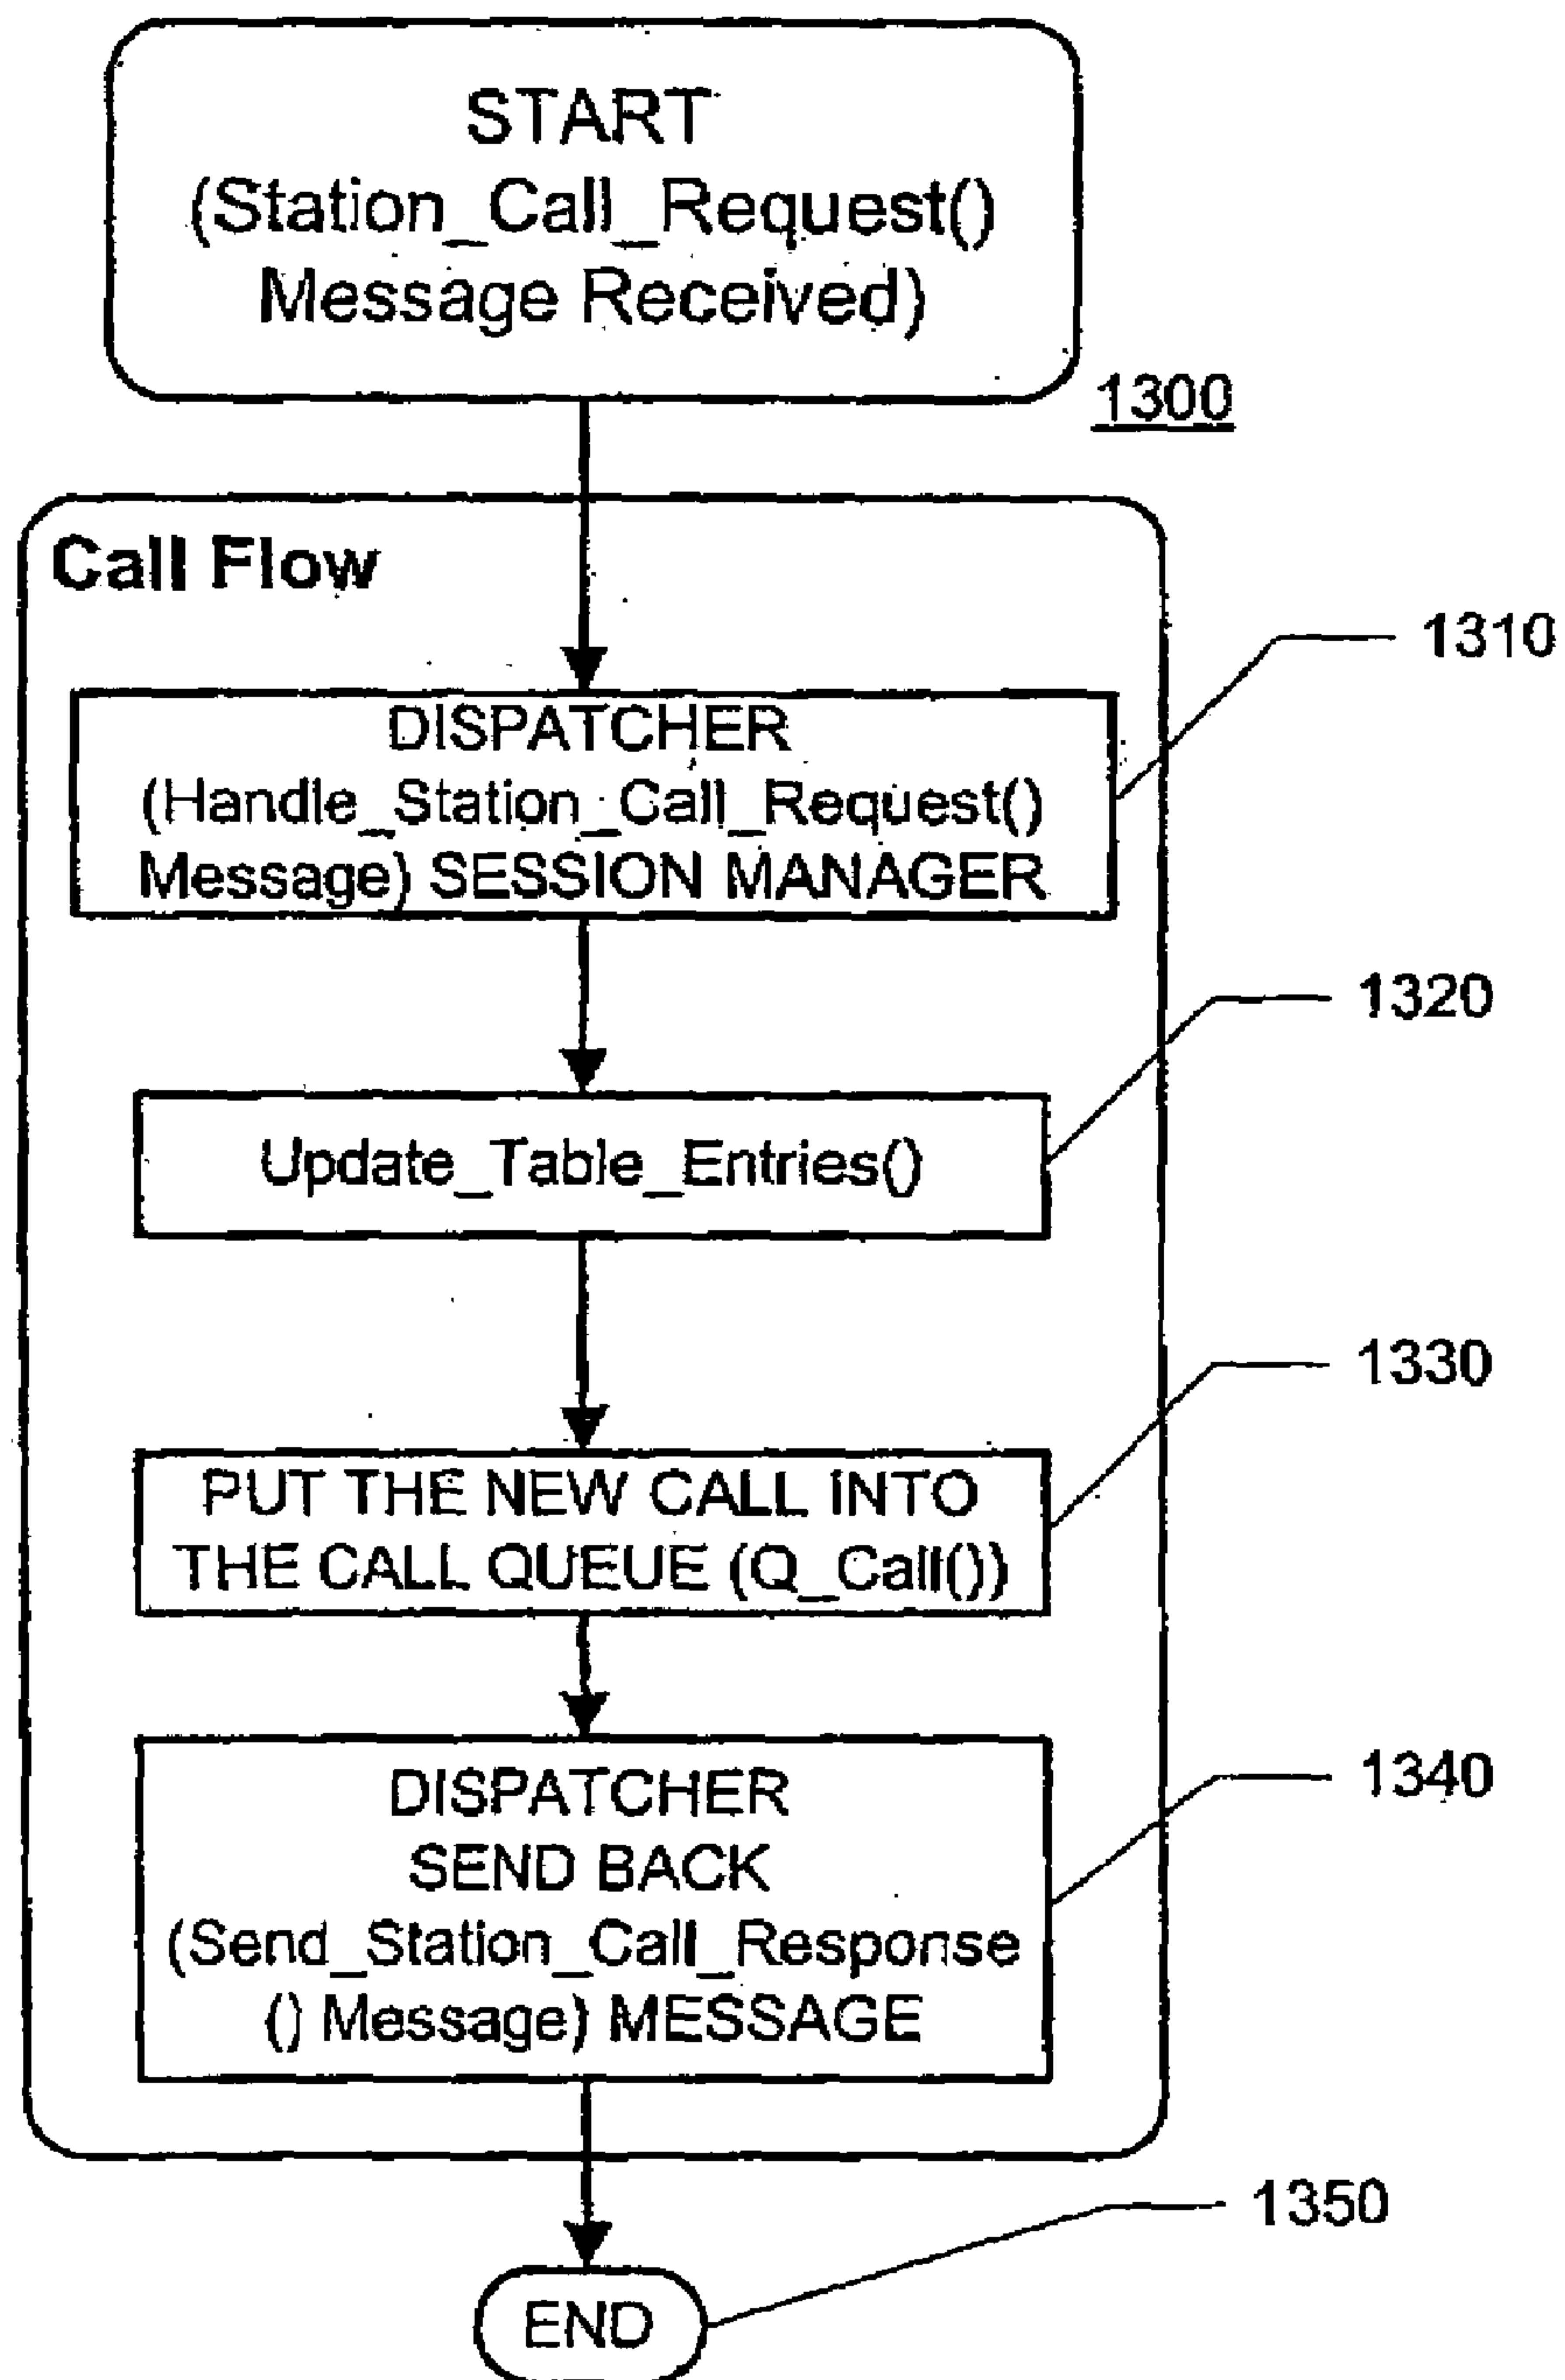 START
(Station_Call_Request()
Message Received)
1300
Call Flow
1310
DISPATCHER
(Handle_Station_Call_Request()
Message) SESSION MANAGER
1320
Update_Table_Entries()
1330
PUT THE NEW CALL INTO
THE CALL QUEUE (Q_Call())
1340
DISPATCHER
SEND BACK
(Send_Station_Call_Response
() Message) MESSAGE
1350
END